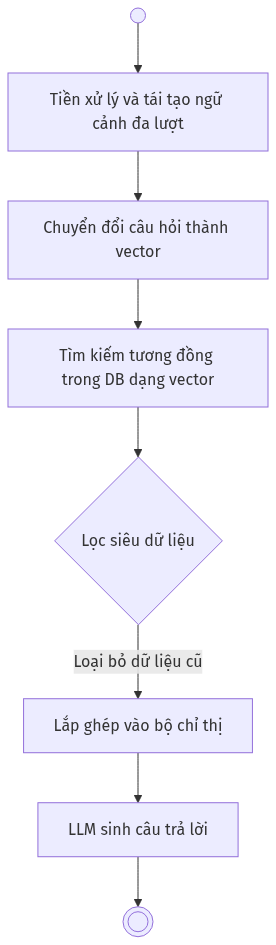 Tiền xử lý và tái tạo ngữ
cảnh đa lượt
Chuyển đổi câu hỏi thành
vector
Tìm kiếm tương đồng
trong DB dạng vector
Lọc siêu dữ liệu
Loại bỏ dữ liệu cũ
Lắp ghép vào bộ chỉ thị
LLM sinh câu trả lời